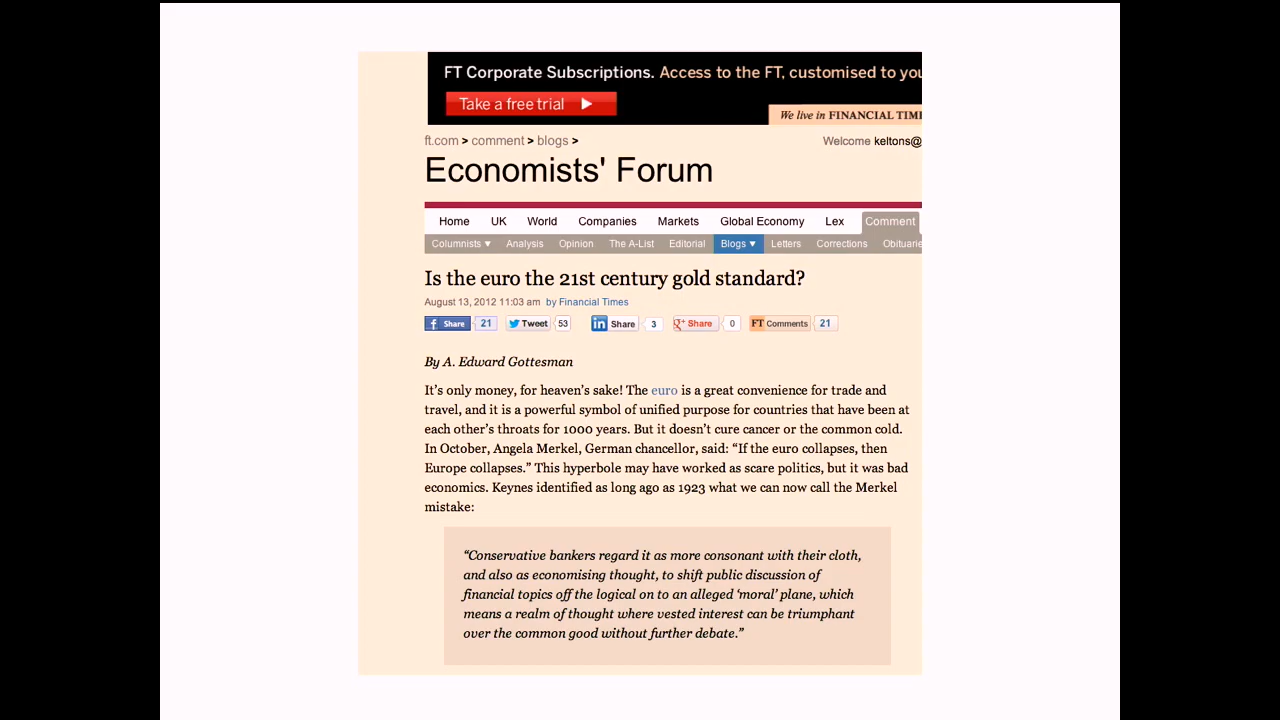 FT Corporate Subscriptions. Access to the FT, customised to you
Take a free trial
We live in FINANCIAL TIM
ft.com > comment > blogs >
Welcome keltons@
Economists' Forum
Home UK World Companies Markets Global Economy Lex Comment
Columnists Analysis Opinion The A-List Editorial Blogs Letters Corrections Obituarie
Is the euro the 21st century gold standard?
August 13, 2012 11:03 am by Financial Times
f Share 21 Tweet 53 in Share 3 g+ Share 0 FT Comments 21
By A. Edward Gottesman
It's only money, for heaven's sake! The euro is a great convenience for trade and
travel, and it is a powerful symbol of unified purpose for countries that have been at
each other's throats for 1000 years. But it doesn't cure cancer or the common cold.
In October, Angela Merkel, German chancellor, said: “If the euro collapses, then
Europe collapses.” This hyperbole may have worked as scare politics, but it was bad
economics. Keynes identified as long ago as 1923 what we can now call the Merkel
mistake:
“Conservative bankers regard it as more consonant with their cloth,
and also as economising thought, to shift public discussion of
financial topics off the logical on to an alleged ‘moral’ plane, which
means a realm of thought where vested interest can be triumphant
over the common good without further debate.”